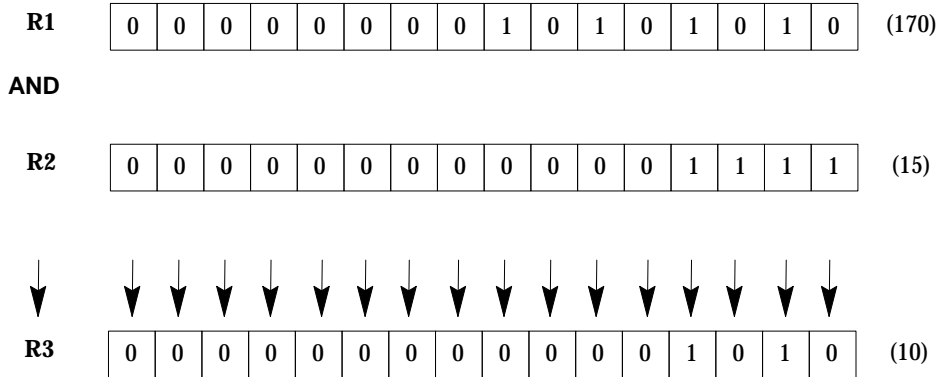 R1 0 0 0 0 0 0 0 0 1 0 1 0 1 0 1 0 (170)
AND
R2 0 0 0 0 0 0 0 0 0 0 0 0 1 1 1 1 (15)
R3 0 0 0 0 0 0 0 0 0 0 0 0 1 0 1 0 (10)